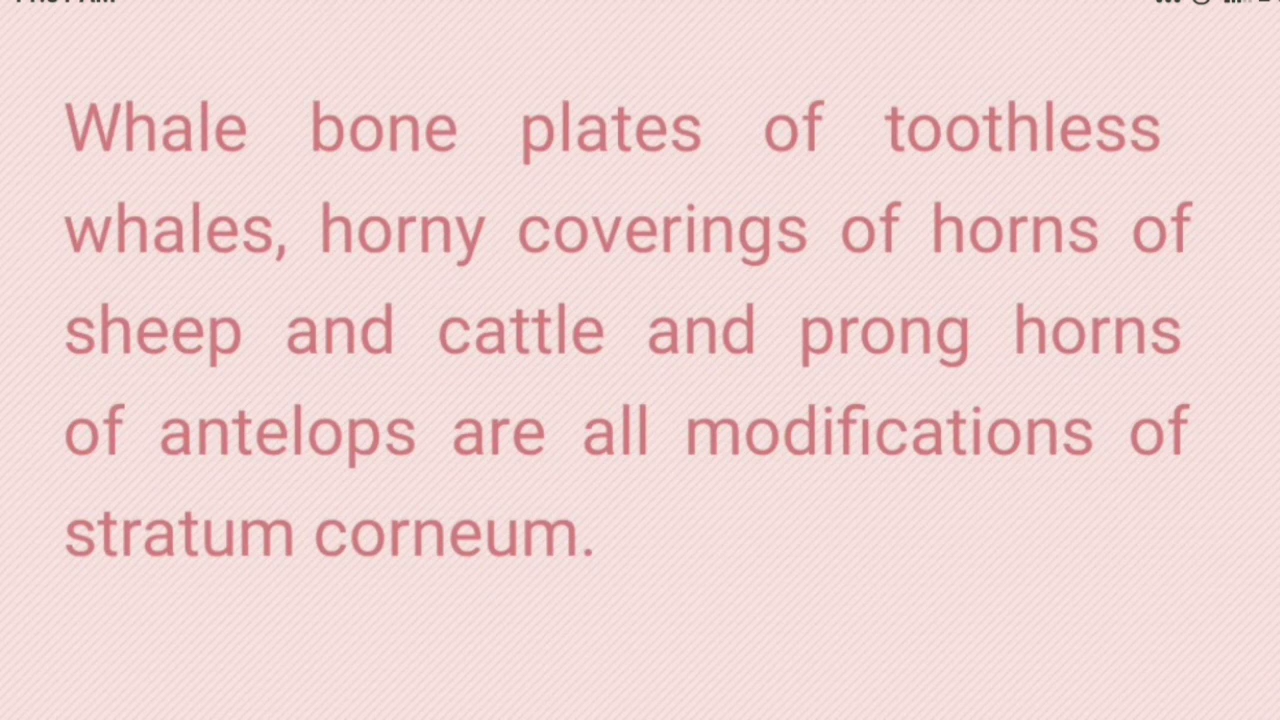 Whale bone plates of toothless
whales, horny coverings of horns of
sheep and cattle and prong horns
of antelops are all modifications of
stratum corneum.